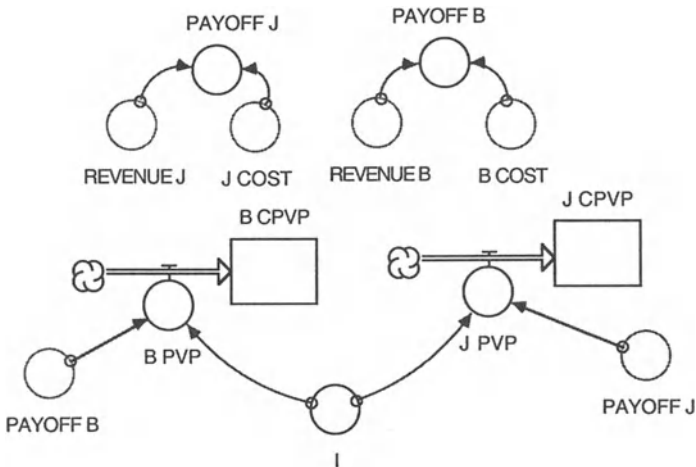 PAYOFF J
PAYOFF B
REVENUE J
J COST
REVENUE B
B COST
B CPVP
J CPVP
B PVP
J PVP
PAYOFF B
PAYOFF J
I